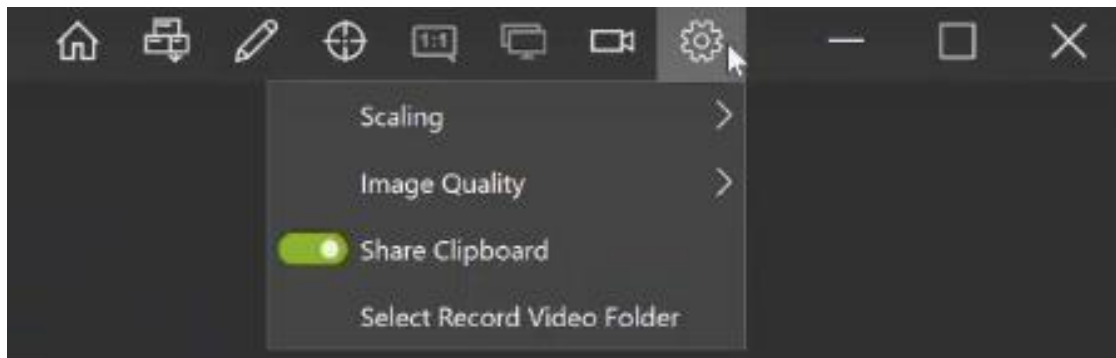 1:1
Scaling
Image Quality
Share Clipboard
Select Record Video Folder